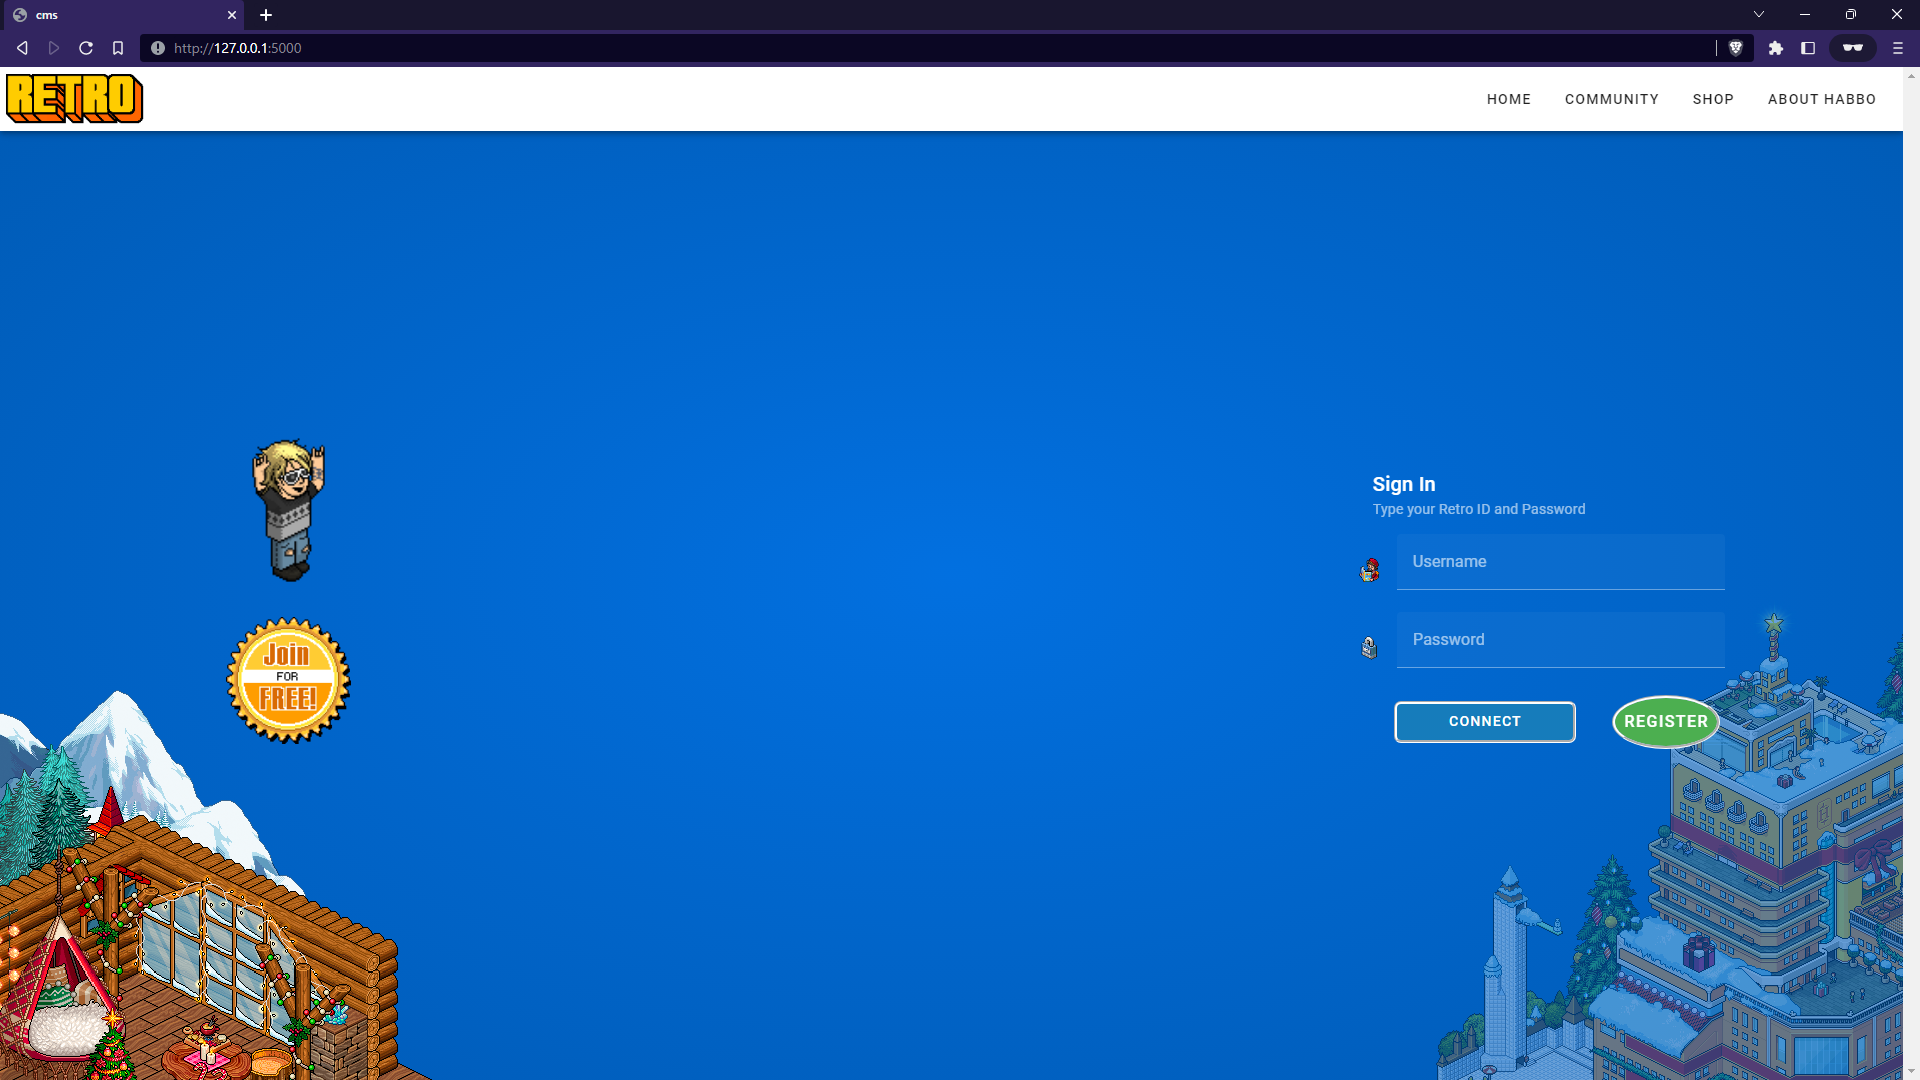 cms
http://127.0.0.1:5000
RETRO
HOME COMMUNITY SHOP ABOUT HABBO
Sign In
Type your Retro ID and Password
Username
Password
CONNECT REGISTER
Join
FOR
FREE!